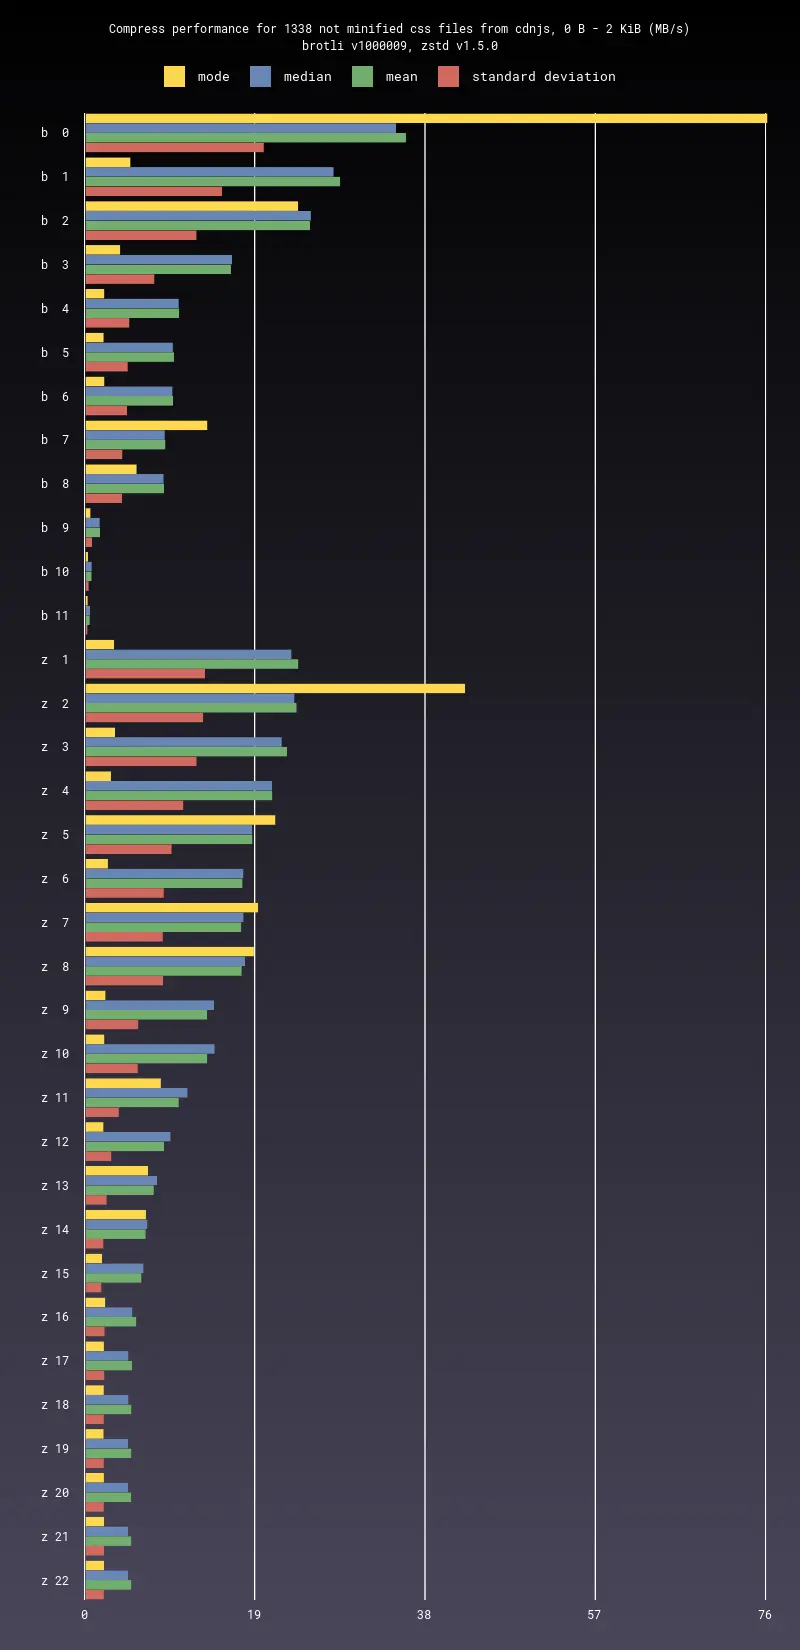 Compress performance for 1338 not minified css files from cdnjs, 0 B - 2 KiB (MB/s)
brotli v1000009, zstd v1.5.0
mode median mean standard deviation
b 0
b 1
b 2
b 3
b 4
b 5
b 6
b 7
b 8
b 9
b 10
b 11
z 1
z 2
z 3
z 4
z 5
z 6
z 7
z 8
z 9
z 10
z 11
z 12
z 13
z 14
z 15
z 16
z 17
z 18
z 19
z 20
z 21
z 22
0 19 38 57 76